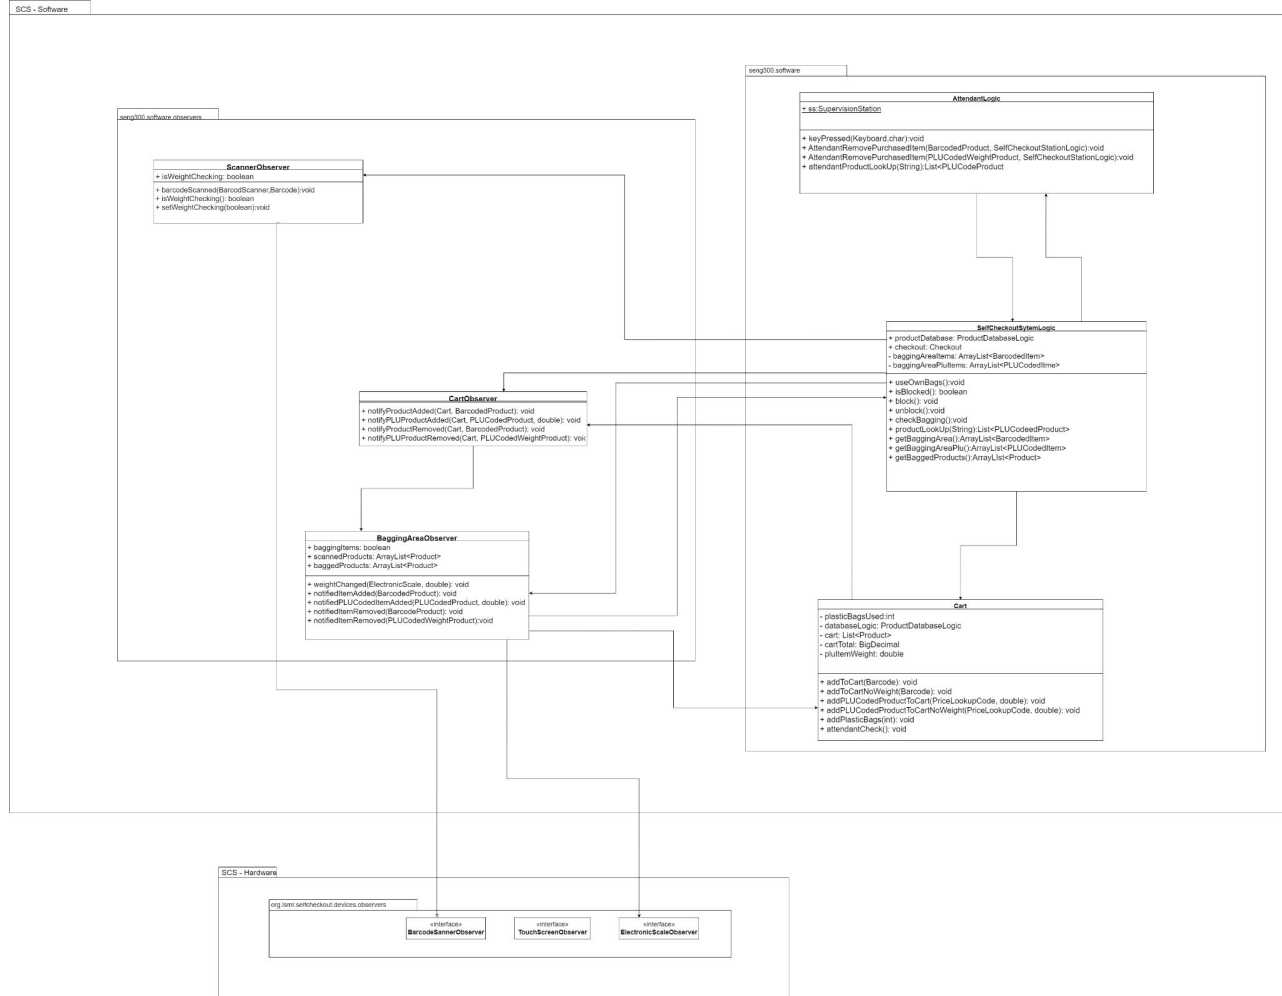 SCS - Software
seng300.software
AttendantLogic
+ ss:SupervisionStation
+ keyPressed(Keyboard,char):void
+ AttendantRemovePurchasedItem(BarcodedProduct, SelfCheckoutStationLogic):void
+ AttendantRemovePurchasedItem(PLUCodedWeightProduct, SelfCheckoutStationLogic):void
+ attendantProductLookUp(String):List<PLUCodeProduct
seng300.software.observers
ScannerObserver
+ isWeightChecking: boolean
+ barcodeScanned(BarcodScanner,Barcode):void
+ isWeightChecking(): boolean
+ setWeightChecking(boolean):void
SelfCheckoutSytemLogic
+ productDatabase: ProductDatabaseLogic
+ checkout: Checkout
- baggingAreaItems: ArrayList<BarcodedItem>
- baggingAreaPluItems: ArrayList<PLUCodedItme>
+ useOwnBags():void
+ isBlocked(): boolean
+ block(): void
+ unblock():void
+ checkBagging():void
+ productLookUp(String):List<PLUCodeedProduct>
+ getBaggingArea():ArrayList<BarcodedItem>
+ getBaggingAreaPlu():ArrayList<PLUCodedItem>
+ getBaggedProducts():ArrayLIst<Product>
CartObserver
+ notifyProductAdded(Cart, BarcodedProduct): void
+ notifyPLUProductAdded(Cart, PLUCodedProduct, double): void
+ notifyProductRemoved(Cart, BarcodedProduct): void
+ notifyPLUProductRemoved(Cart, PLUCodedWeightProduct): voic
BaggingAreaObserver
+ baggingItems: boolean
+ scannedProducts: ArrayList<Product>
+ baggedProducts: ArrayList<Product>
+ weightChanged(ElectronicScale, double): void
+ notifiedItemAdded(BarcodedProduct): void
+ notifiedPLUCodedItemAdded(PLUCodedProduct, double): void
+ notifiedItemRemoved(BarcodeProduct): void
+ notifiedItemRemoved(PLUCodedWeightProduct):void
Cart
- plasticBagsUsed:int
- databaseLogic: ProductDatabaseLogic
- cart: List<Product>
- cartTotal: BigDecimal
- pluItemWeight: double
+ addToCart(Barcode): void
+ addToCartNoWeight(Barcode): void
+ addPLUCodedProductToCart(PriceLookupCode, double): void
+ addPLUCodedProductToCartNoWeight(PriceLookupCode, double): void
+ addPlasticBags(int): void
+ attendantCheck(): void
SCS - Hardware
org.lsmr.selfcheckout.devices.observers
«interface»
BarcodeSannerObserver
«interface»
TouchScreenObserver
«interface»
ElectronicScaleObserver